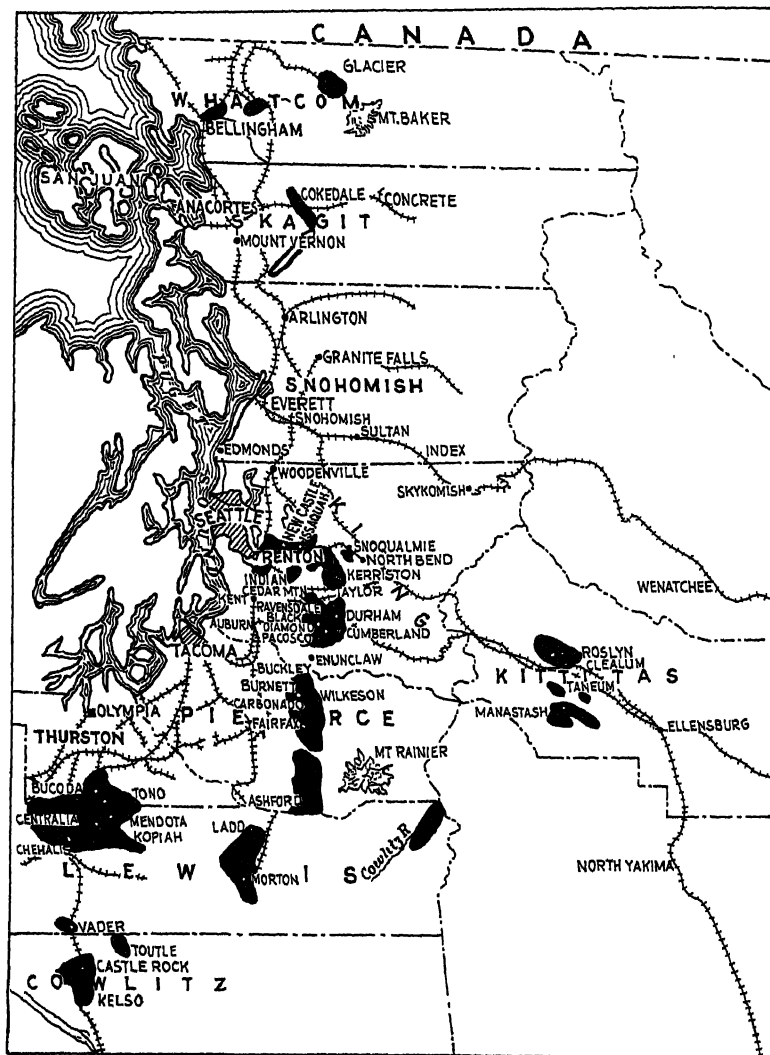 CANADA
GLACIER
WHATCOM
MT. BAKER
BELLINGHAM
SAN JUAN
COKEDALE
CONCRETE
ANACORTES
SKAGIT
MOUNT VERNON
ARLINGTON
GRANITE FALLS
SNOHOMISH
EVERETT
SNOHOMISH
SULTAN
EDMONDS
INDEX
WOODENVILLE
SKYKOMISH
NEW CASTLE
ISSAQUAH
SEATTLE
KING
RENTON
SNOQUALMIE
NORTH BEND
INDIAN
KERRISTON
CEDAR MTN.
TAYLOR
WENATCHEE
KENT
RAVENSDALE
BLACK
DIAMOND
DURHAM
AUBURN
PACOSCO
CUMBERLAND
TACOMA
ENUNCLAW
ROSLYN
CLEALUM
BUCKLEY
KITTITAS
BURNETT
WILKESON
TANEUM
CARBONADO
OLYMPIA
PIERCE
MANASTASH
FAIRFAX
ELLENSBURG
THURSTON
MT RAINIER
BUCODA
TONO
ASHFORD
CENTRALIA
MENDOTA
LADD
KOPIAH
CHEHALIS
Cowlitz R
LEWIS
MORTON
NORTH YAKIMA
VADER
TOUTLE
CASTLE ROCK
COWLITZ
KELSO